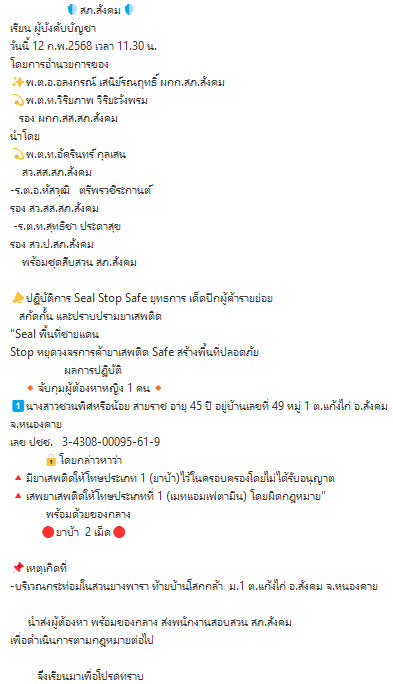 🛡️ สภ.สังคม 🛡️
เรียน ผู้บังคับบัญชา
วันนี้ 12 ก.พ.2568 เวลา 11.30 น.
โดยการอำนวยการของ
✨พ.ต.อ.อลงกรณ์ เสนีย์รณฤทธิ์ ผกก.สภ.สังคม
💫พ.ต.ท.วิริยภาพ วิริยะวังพรม
รอง ผกก.สส.สภ.สังคม
นำโดย
💫พ.ต.ท.อัครินทร์ กุลเสน
สว.สส.สภ.สังคม
-ร.ต.อ.หัสวุฒิ ตรีพรวชิระกานต์
รอง สว.สส.สภ.สังคม
-ร.ต.ท.สุทธิชา ประดาสุข
รอง สว.ป.สภ.สังคม
พร้อมชุดสืบสวน สภ.สังคม
📣ปฏิบัติการ Seal Stop Safe ยุทธการ เด็ดปีกผู้ค้ารายย่อย
สกัดกั้น และปราบปรามยาเสพติด
"Seal พื้นที่ชายแดน
Stop หยุดวงจรการค้ายาเสพติด Safe สร้างพื้นที่ปลอดภัย
ผลการปฏิบัติ
🔸จับกุมผู้ต้องหาหญิง 1 คน🔸
1️⃣นางสาวชวนพิศหรือน้อย สายราช อายุ 45 ปี อยู่บ้านเลขที่ 49 หมู่ 1 ต.แก้งไก่ อ.สังคม
จ.หนองคาย
เลข ปชช. 3-4308-00095-61-9
🔒โดยกล่าวหาว่า
🔺มียาเสพติดให้โทษประเภท 1 (ยาบ้า)ไว้ในครอบครองโดยไม่ได้รับอนุญาต
🔺เสพยาเสพติดให้โทษประเภทที่ 1 (เมทแอมเฟตามีน) โดยผิดกฎหมาย"
พร้อมด้วยของกลาง
🔴ยาบ้า 2 เม็ด🔴
📌เหตุเกิดที่
-บริเวณกระท่อมในสวนยางพารา ท้ายบ้านโสกกล้า ม.1 ต.แก้งไก่ อ.สังคม จ.หนองคาย
นำส่งผู้ต้องหา พร้อมของกลาง ส่งพนักงานสอบสวน สภ.สังคม
เพื่อดำเนินการตามกฎหมายต่อไป
จึงเรียนมาเพื่อโปรดทราบ